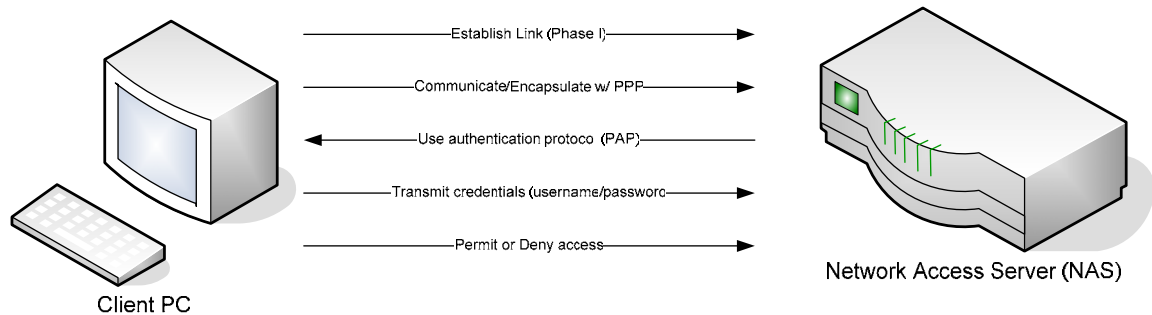 Establish Link (Phase I)
Communicate/Encapsulate w/ PPP
Use authentication protoco (PAP)
Transmit credentials (username/password
Permit or Deny access
Network Access Server (NAS)
Client PC